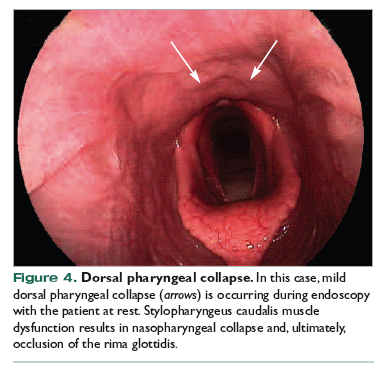 Figure 4. Dorsal pharyngeal collapse. In this case, mild
dorsal pharyngeal collapse (arrows) is occurring during endoscopy
with the patient at rest. Stylopharyngeus caudalis muscle
dysfunction results in nasopharyngeal collapse and, ultimately,
occlusion of the rima glottidis.